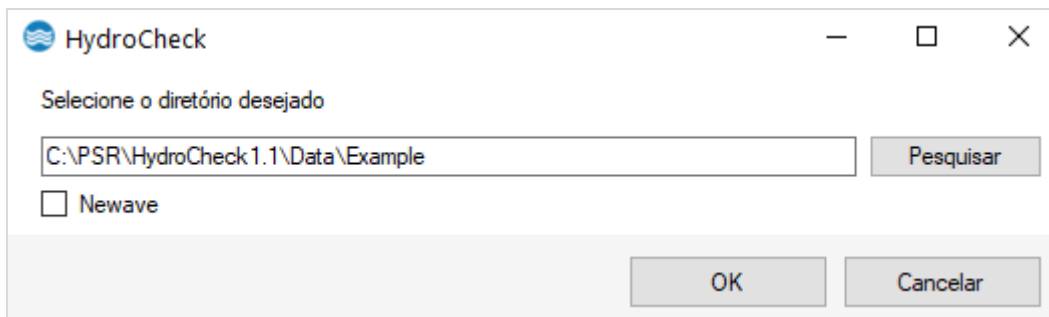 HydroCheck
Selecione o diretório desejado
C:\PSR\HydroCheck1.1\Data\Example
Pesquisar
Newave
OK
Cancelar